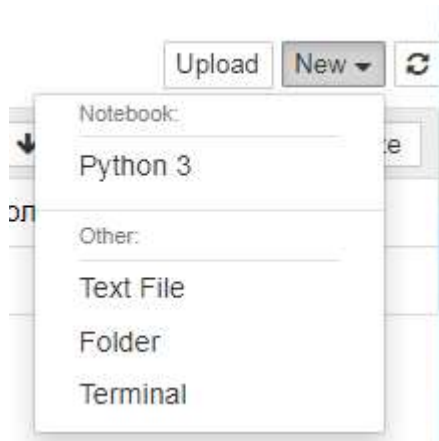 Upload New
Notebook:
Python 3
Other:
Text File
Folder
Terminal